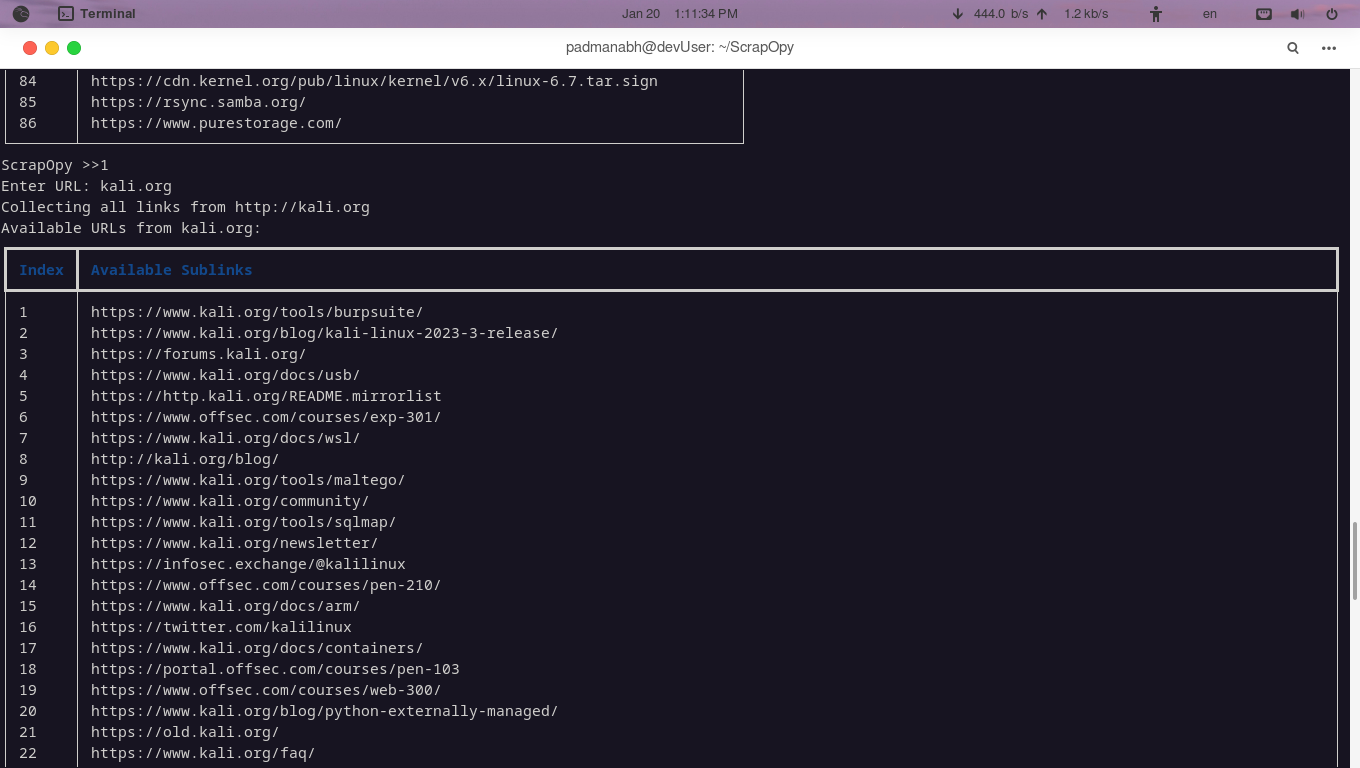 Terminal Jan 20 1:11:34 PM 444.0 b/s 1.2 kb/s en
padmanabh@devUser: ~/ScrapOpy
84 https://cdn.kernel.org/pub/linux/kernel/v6.x/linux-6.7.tar.sign
85 https://rsync.samba.org/
86 https://www.purestorage.com/
ScrapOpy >>1
Enter URL: kali.org
Collecting all links from http://kali.org
Available URLs from kali.org:
Index Available Sublinks
1 https://www.kali.org/tools/burpsuite/
2 https://www.kali.org/blog/kali-linux-2023-3-release/
3 https://forums.kali.org/
4 https://www.kali.org/docs/usb/
5 https://http.kali.org/README.mirrorlist
6 https://www.offsec.com/courses/exp-301/
7 https://www.kali.org/docs/wsl/
8 http://kali.org/blog/
9 https://www.kali.org/tools/maltego/
10 https://www.kali.org/community/
11 https://www.kali.org/tools/sqlmap/
12 https://www.kali.org/newsletter/
13 https://infosec.exchange/@kalilinux
14 https://www.offsec.com/courses/pen-210/
15 https://www.kali.org/docs/arm/
16 https://twitter.com/kalilinux
17 https://www.kali.org/docs/containers/
18 https://portal.offsec.com/courses/pen-103
19 https://www.offsec.com/courses/web-300/
20 https://www.kali.org/blog/python-externally-managed/
21 https://old.kali.org/
22 https://www.kali.org/faq/